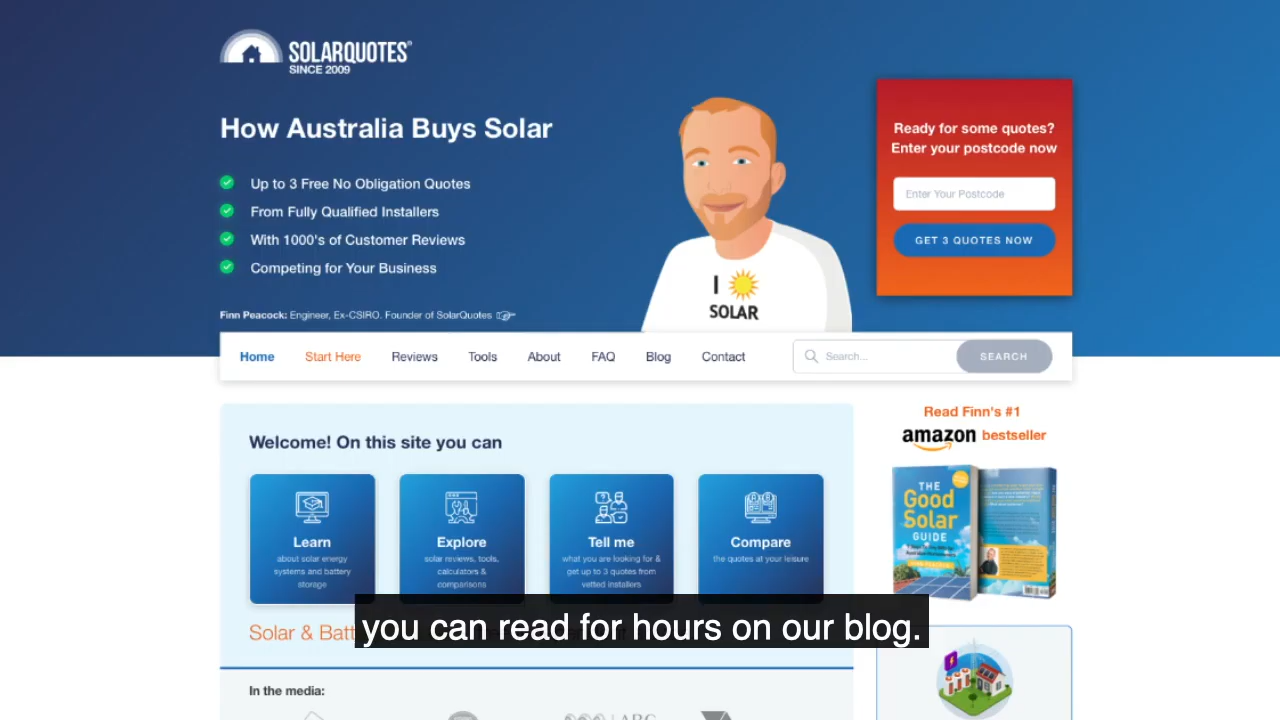 SOLARQUOTES®
SINCE 2009
How Australia Buys Solar
Up to 3 Free No Obligation Quotes
From Fully Qualified Installers
With 1000's of Customer Reviews
Competing for Your Business
Finn Peacock: Engineer, Ex-CSIRO. Founder of SolarQuotes
I
SOLAR
Ready for some quotes?
Enter your postcode now
Enter Your Postcode
GET 3 QUOTES NOW
Home Start Here Reviews Tools About FAQ Blog Contact Search... SEARCH
Welcome! On this site you can
Learn
about solar energy
systems and battery
storage
Explore
solar reviews, tools,
calculators &
comparisons
Tell me
what you are looking for &
get up to 3 quotes from
vetted installers
Compare
the quotes at your leisure
Read Finn's #1
amazon bestseller
THE
Good
Solar
GUIDE
Solar & Batt
you can read for hours on our blog.
In the media:
ABC